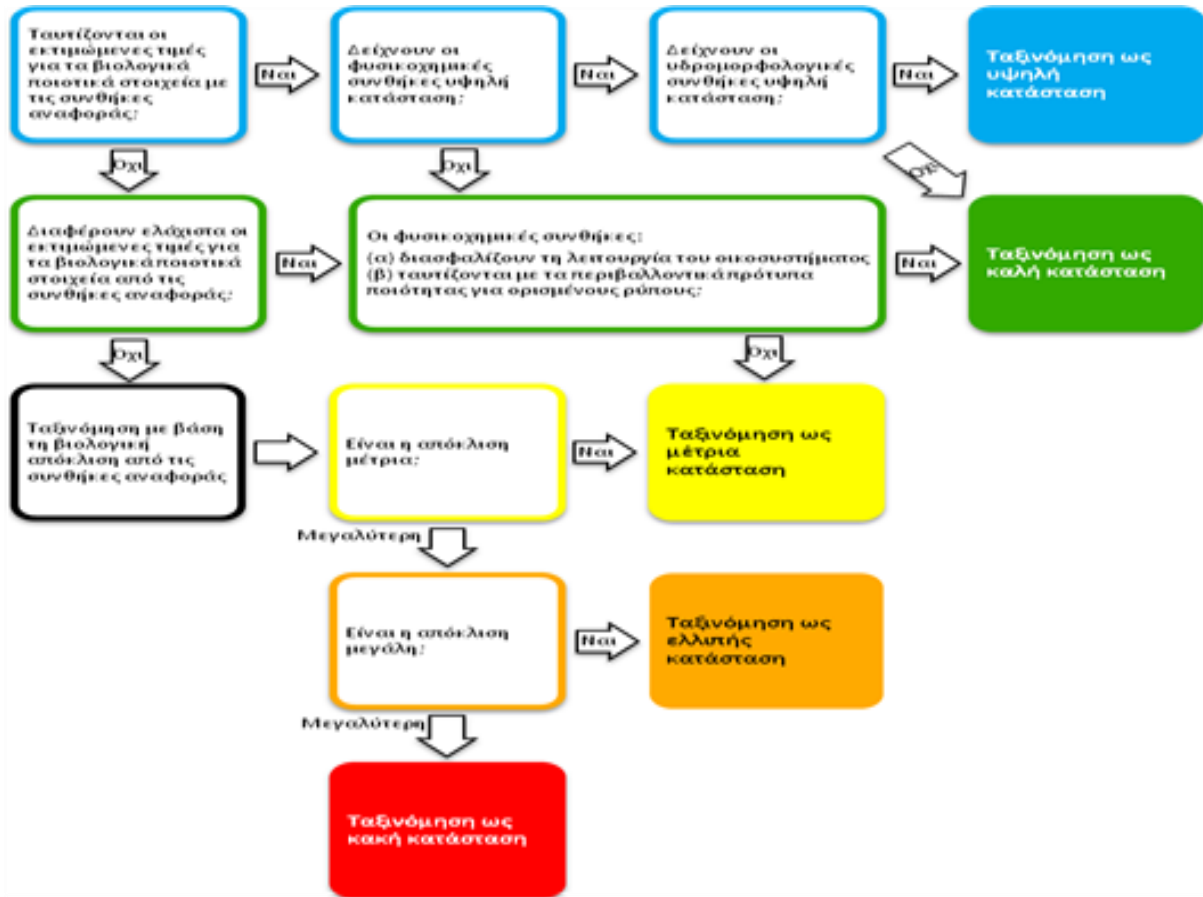 Ταυτίζονται οι
εκτιμώμενες τιμές
για τα βιολογικά
ποιοτικά στοιχεία με
τις συνθήκες
αναφοράς;
Ναι
Δείχνουν οι
φυσικοχημικές
συνθήκες υψηλή
κατάσταση;
Ναι
Δείχνουν οι
υδρομορφολογικές
συνθήκες υψηλή
κατάσταση;
Ναι
Ταξινόμηση ως
υψηλή
κατάσταση
Όχι
Όχι
Όχι
Διαφέρουν ελάχιστα οι
εκτιμώμενες τιμές για
τα βιολογικά ποιοτικά
στοιχεία από τις
συνθήκες αναφοράς;
Ναι
Οι φυσικοχημικές συνθήκες:
(α) διασφαλίζουν τη λειτουργία του οικοσυστήματος
(β) ταυτίζονται με τα περιβαλλοντικά πρότυπα
ποιότητας για ορισμένους ρύπους;
Ναι
Ταξινόμηση ως
καλή κατάσταση
Όχι
Όχι
Ταξινόμηση με βάση
τη βιολογική
απόκλιση από τις
συνθήκες αναφοράς
Είναι η απόκλιση
μέτρια;
Ναι
Ταξινόμηση ως
μέτρια
κατάσταση
Μεγαλύτερη
Είναι η απόκλιση
μεγάλη;
Ναι
Ταξινόμηση ως
ελλιπής
κατάσταση
Μεγαλύτερη
Ταξινόμηση ως
κακή κατάσταση